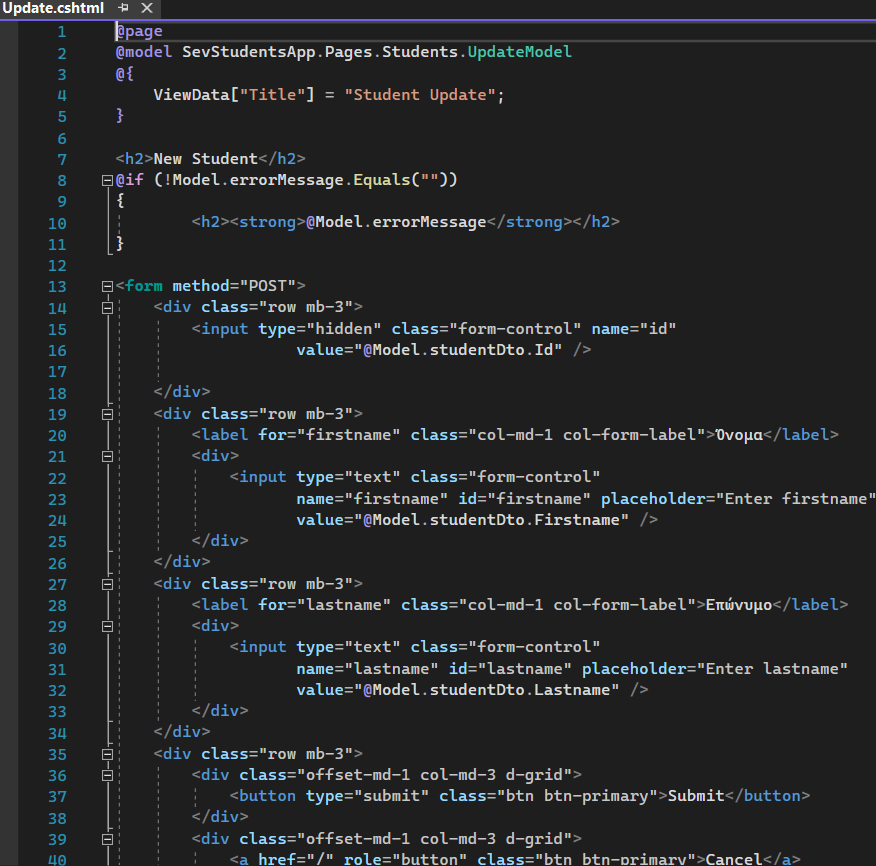 Update.cshtml
1 @page
2 @model SevStudentsApp.Pages.Students.UpdateModel
3 @{
4 ViewData["Title"] = "Student Update";
5 }
6
7 <h2>New Student</h2>
8 @if (!Model.errorMessage.Equals(""))
9 {
10 <h2><strong>@Model.errorMessage</strong></h2>
11 }
12
13 <form method="POST">
14 <div class="row mb-3">
15 <input type="hidden" class="form-control" name="id"
16 value="@Model.studentDto.Id" />
17
18 </div>
19 <div class="row mb-3">
20 <label for="firstname" class="col-md-1 col-form-label">Όνομα</label>
21 <div>
22 <input type="text" class="form-control"
23 name="firstname" id="firstname" placeholder="Enter firstname"
24 value="@Model.studentDto.Firstname" />
25 </div>
26 </div>
27 <div class="row mb-3">
28 <label for="lastname" class="col-md-1 col-form-label">Επώνυμο</label>
29 <div>
30 <input type="text" class="form-control"
31 name="lastname" id="lastname" placeholder="Enter lastname"
32 value="@Model.studentDto.Lastname" />
33 </div>
34 </div>
35 <div class="row mb-3">
36 <div class="offset-md-1 col-md-3 d-grid">
37 <button type="submit" class="btn btn-primary">Submit</button>
38 </div>
39 <div class="offset-md-1 col-md-3 d-grid">
40 <a href="/" role="button" class="btn btn-primary">Cancel</a>